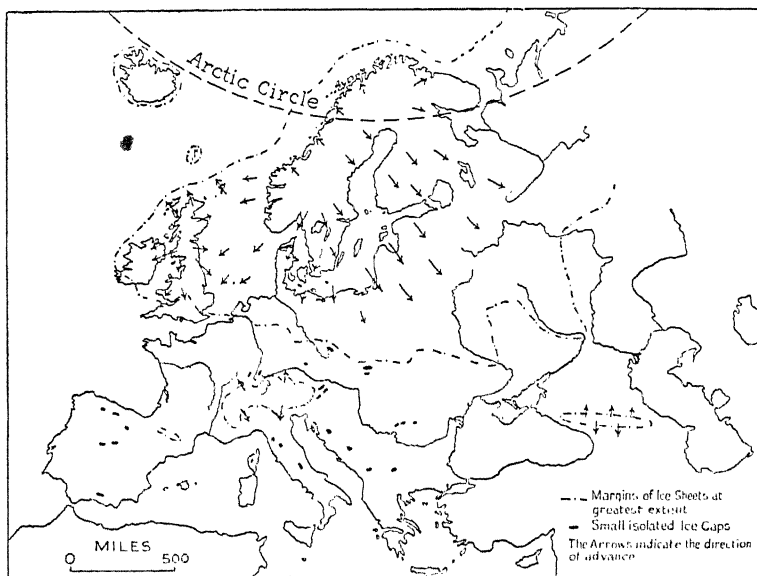 Arctic Circle
Margins of Ice Sheets at
greatest extent
Small isolated Ice Caps
The Arrows indicate the direction
of advance
MILES
0 500